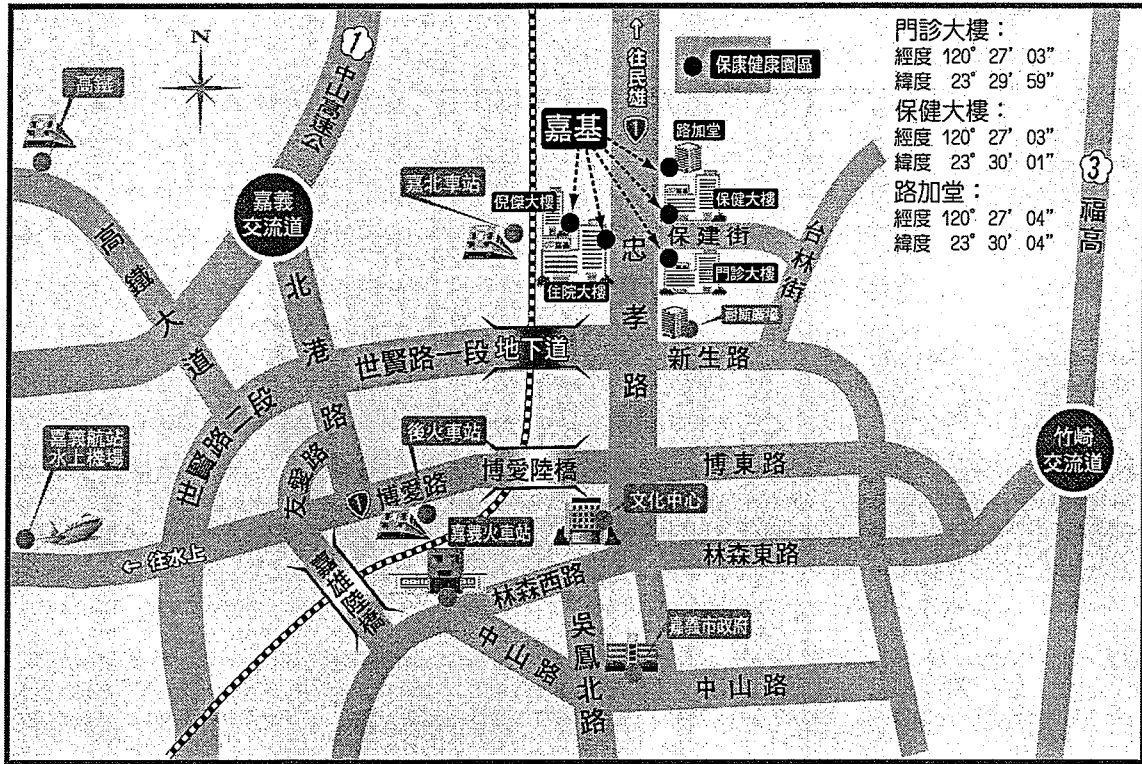 門診大樓：
經度 120° 27' 03"
緯度 23° 29' 59"
保健大樓：
經度 120° 27' 03"
緯度 23° 30' 01"
路加堂：
經度 120° 27' 04"
緯度 23° 30' 04"
N
1
中山高速公路
高鐵
↑往民雄
1
保康健康園區
嘉基
路加堂
嘉北車站
倪傑大樓
保健大樓
3
福高
嘉義
交流道
忠孝路
保建街
台林街
門診大樓
住院大樓
高鐵大道
北港路
世賢路一段
地下道
新生路
世賢路二段
嘉義航站
水上機場
後火車站
博愛陸橋
博東路
竹崎
交流道
友愛路
1
博愛路
文化中心
嘉義火車站
←往水上
嘉雄陸橋
林森西路
林森東路
中山路
吳鳳北路
嘉義市政府
中山路